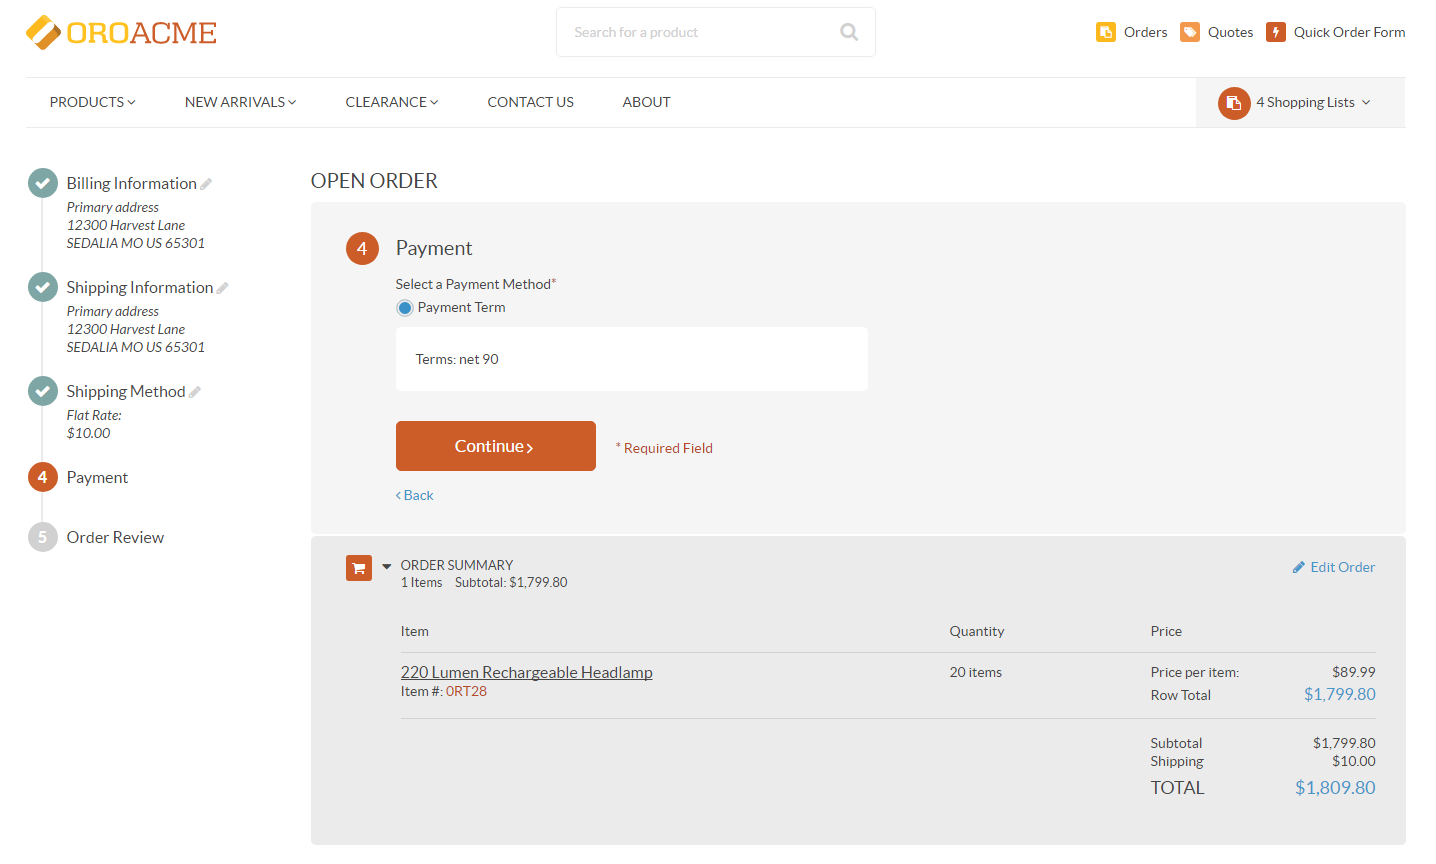 OROACME
Search for a product
Orders
Quotes
Quick Order Form
PRODUCTS
NEW ARRIVALS
CLEARANCE
CONTACT US
ABOUT
4 Shopping Lists
Billing Information
Primary address
12300 Harvest Lane
SEDALIA MO US 65301
Shipping Information
Primary address
12300 Harvest Lane
SEDALIA MO US 65301
Shipping Method
Flat Rate:
$10.00
4 Payment
5 Order Review
OPEN ORDER
4 Payment
Select a Payment Method*
Payment Term
Terms: net 90
Continue
* Required Field
Back
ORDER SUMMARY
1 Items Subtotal: $1,799.80
Edit Order
Item Quantity Price
220 Lumen Rechargeable Headlamp 20 items Price per item: $89.99
Item #: 0RT28 Row Total $1,799.80
Subtotal $1,799.80
Shipping $10.00
TOTAL $1,809.80